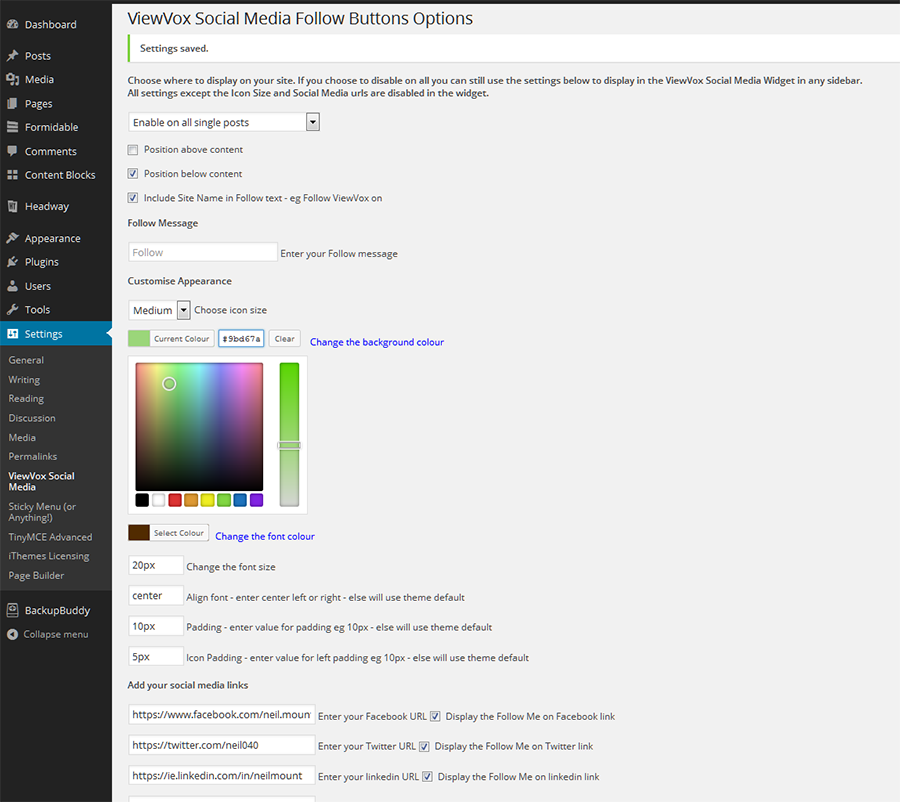 Dashboard
Posts
Media
Pages
Formidable
Comments
Content Blocks
Headway
Appearance
Plugins
Users
Tools
Settings
General
Writing
Reading
Discussion
Media
Permalinks
ViewVox Social
Media
Sticky Menu (or
Anything!)
TinyMCE Advanced
iThemes Licensing
Page Builder
BackupBuddy
Collapse menu
ViewVox Social Media Follow Buttons Options
Settings saved.
Choose where to display on your site. If you choose to disable on all you can still use the settings below to display in the ViewVox Social Media Widget in any sidebar.
All settings except the Icon Size and Social Media urls are disabled in the widget.
Enable on all single posts
Position above content
Position below content
Include Site Name in Follow text - eg Follow ViewVox on
Follow Message
Follow Enter your Follow message
Customise Appearance
Medium Choose icon size
Current Colour #9bd67a Clear Change the background colour
Select Colour Change the font colour
20px Change the font size
center Align font - enter center left or right - else will use theme default
10px Padding - enter value for padding eg 10px - else will use theme default
5px Icon Padding - enter value for left padding eg 10px - else will use theme default
Add your social media links
https://www.facebook.com/neil.moun Enter your Facebook URL Display the Follow Me on Facebook link
https://twitter.com/neil040 Enter your Twitter URL Display the Follow Me on Twitter link
https://ie.linkedin.com/in/neilmount Enter your linkedin URL Display the Follow Me on linkedin link